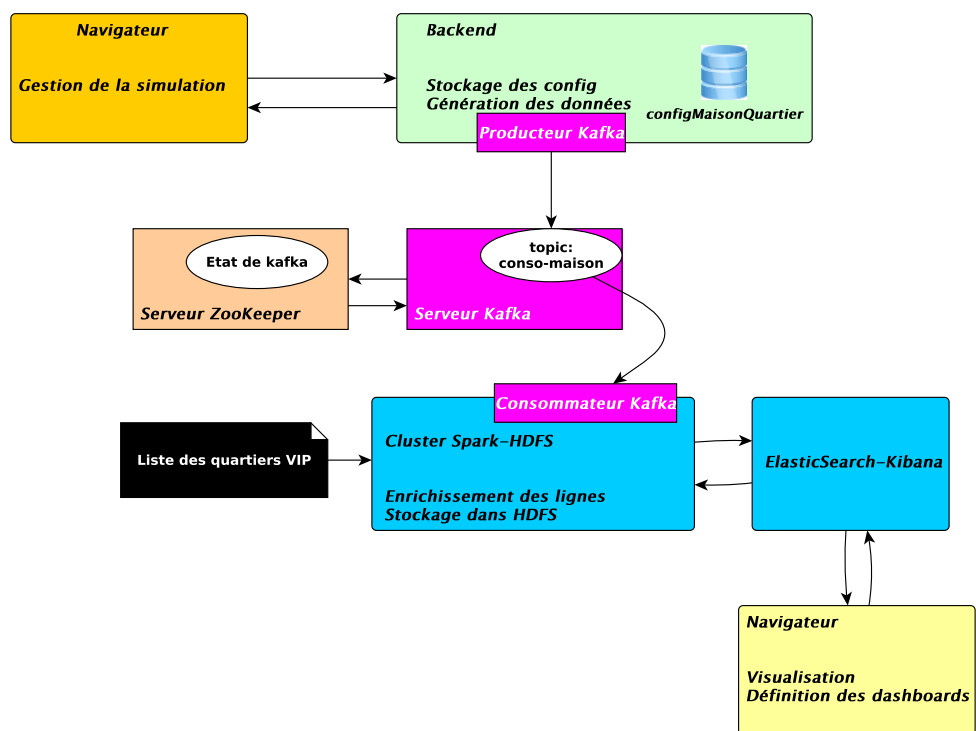 Navigateur
Gestion de la simulation
Backend
Stockage des config
Génération des données
configMaisonQuartier
Producteur Kafka
Etat de kafka
Serveur ZooKeeper
topic:
conso-maison
Serveur Kafka
Consommateur Kafka
Liste des quartiers VIP
Cluster Spark-HDFS
Enrichissement des lignes
Stockage dans HDFS
ElasticSearch-Kibana
Navigateur
Visualisation
Définition des dashboards